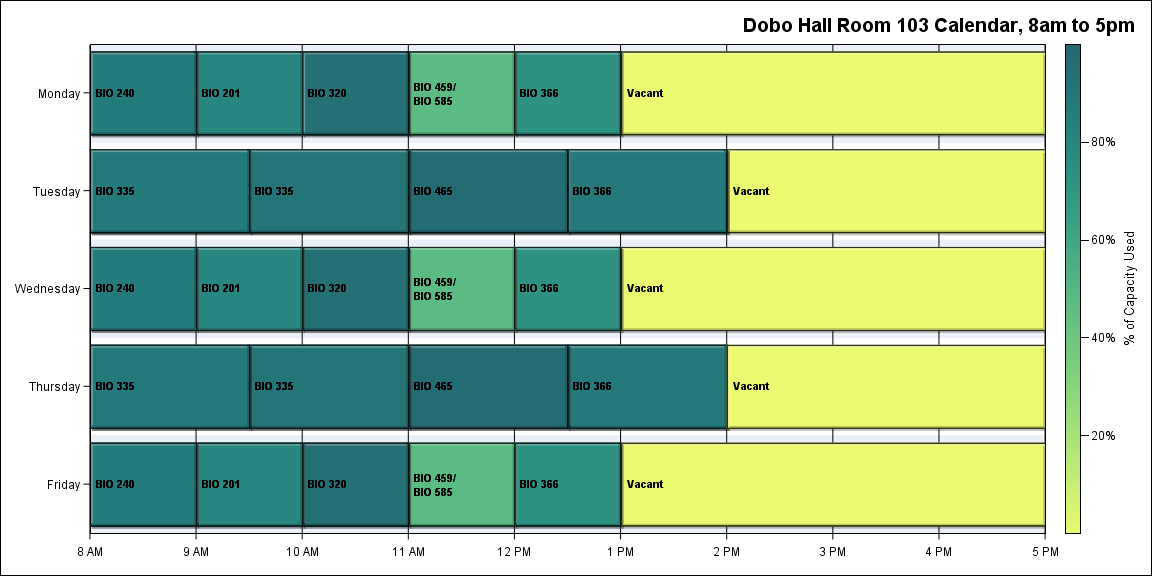 Dobo Hall Room 103 Calendar, 8am to 5pm
Monday
BIO 240
BIO 201
BIO 320
BIO 459/
BIO 585
BIO 366
Vacant
Tuesday
BIO 335
BIO 335
BIO 465
BIO 366
Vacant
Wednesday
BIO 240
BIO 201
BIO 320
BIO 459/
BIO 585
BIO 366
Vacant
Thursday
BIO 335
BIO 335
BIO 465
BIO 366
Vacant
Friday
BIO 240
BIO 201
BIO 320
BIO 459/
BIO 585
BIO 366
Vacant
8 AM
9 AM
10 AM
11 AM
12 PM
1 PM
2 PM
3 PM
4 PM
5 PM
80%
60%
40%
20%
% of Capacity Used